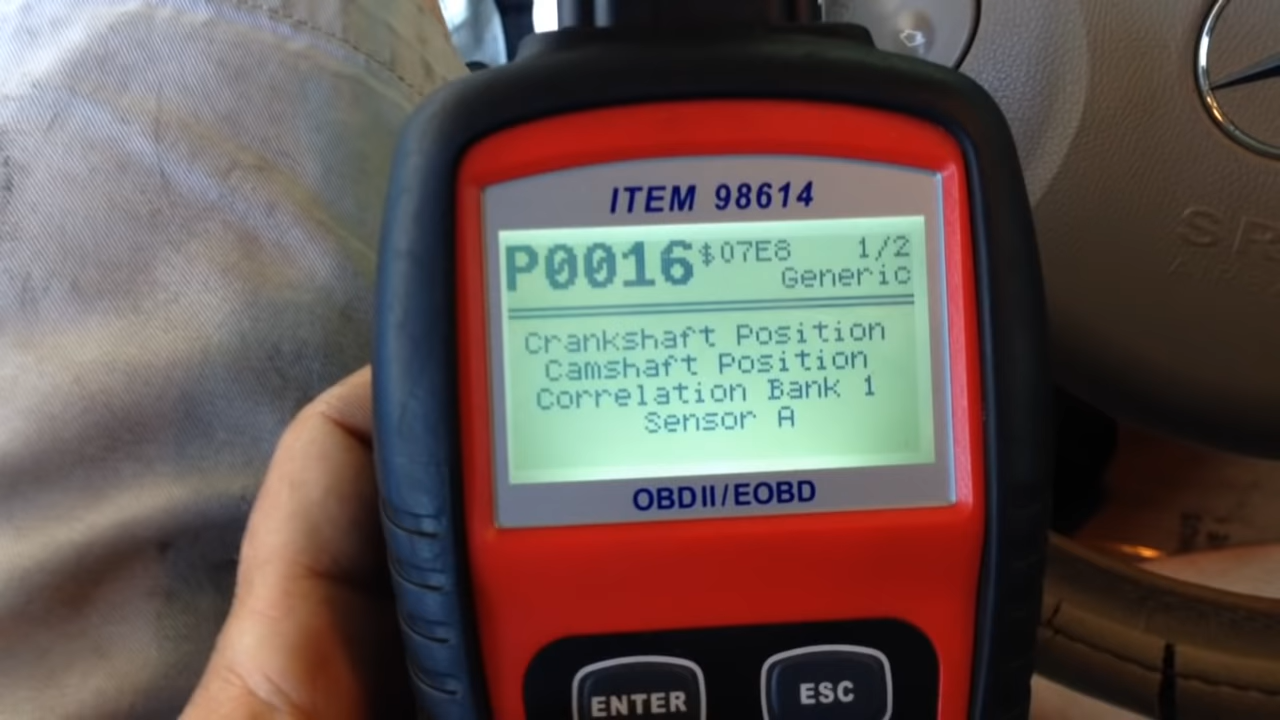 ITEM 98614
P0016 $07E8 1/2
Generic
Crankshaft Position
Camshaft Position
Correlation Bank 1
Sensor A
OBDII/EOBD
ENTER
ESC